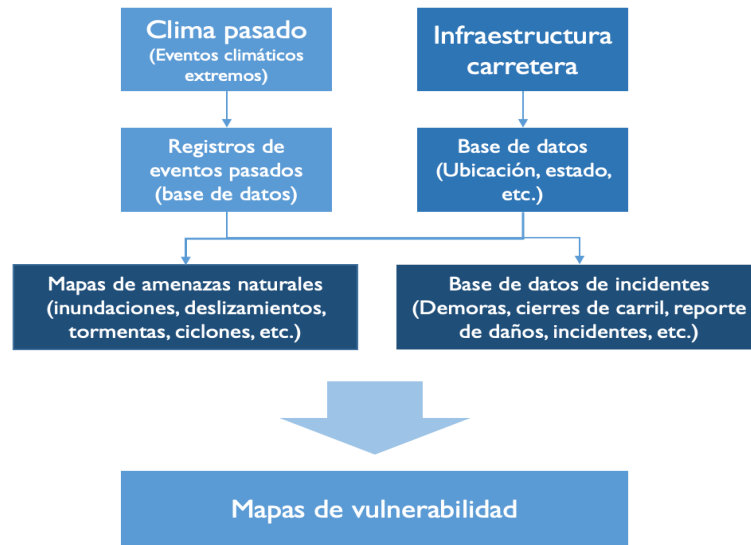 Clima pasado
(Eventos climáticos
extremos)
Infraestructura
carretera
Registros de
eventos pasados
(base de datos)
Base de datos
(Ubicación, estado,
etc.)
Mapas de amenazas naturales
(inundaciones, deslizamientos,
tormentas, ciclones, etc.)
Base de datos de incidentes
(Demoras, cierres de carril, reporte
de daños, incidentes, etc.)
Mapas de vulnerabilidad